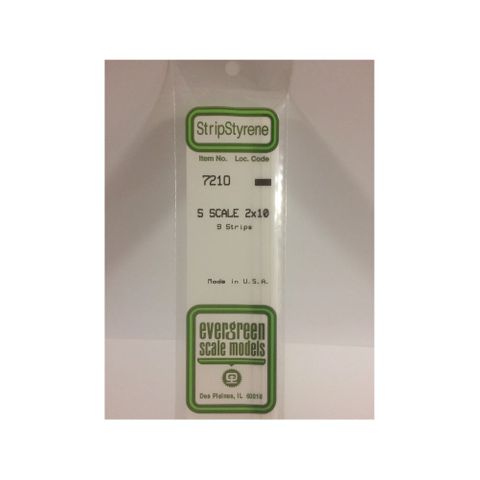 StripStyrene
Item No. Loc. Code
7210
S SCALE 2x10
9 Strips
Made in U.S.A.
evergreen
scale models
Des Plaines, IL 60018